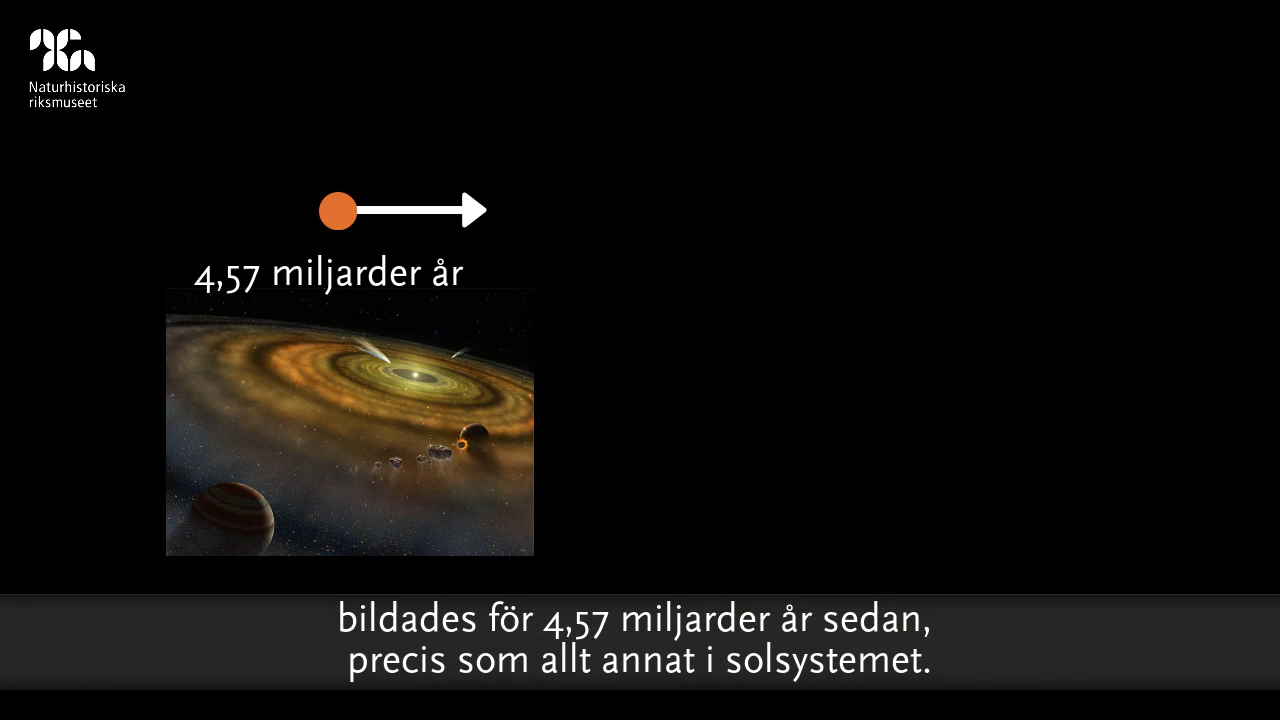 Naturhistoriska
riksmuseet
4,57 miljarder år
bildades för 4,57 miljarder år sedan,
precis som allt annat i solsystemet.